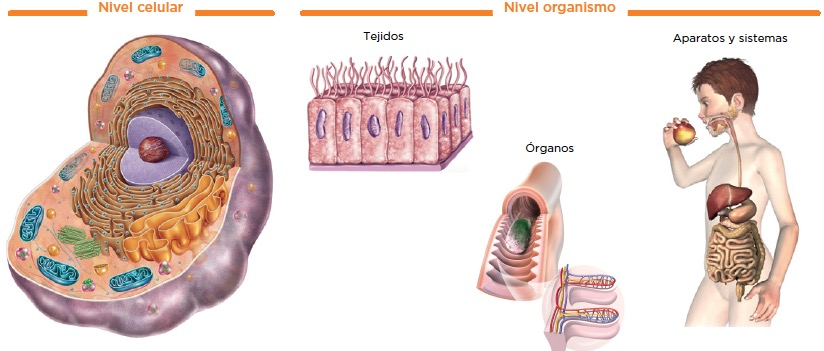 Nivel celular
Nivel organismo
Tejidos
Aparatos y sistemas
Órganos